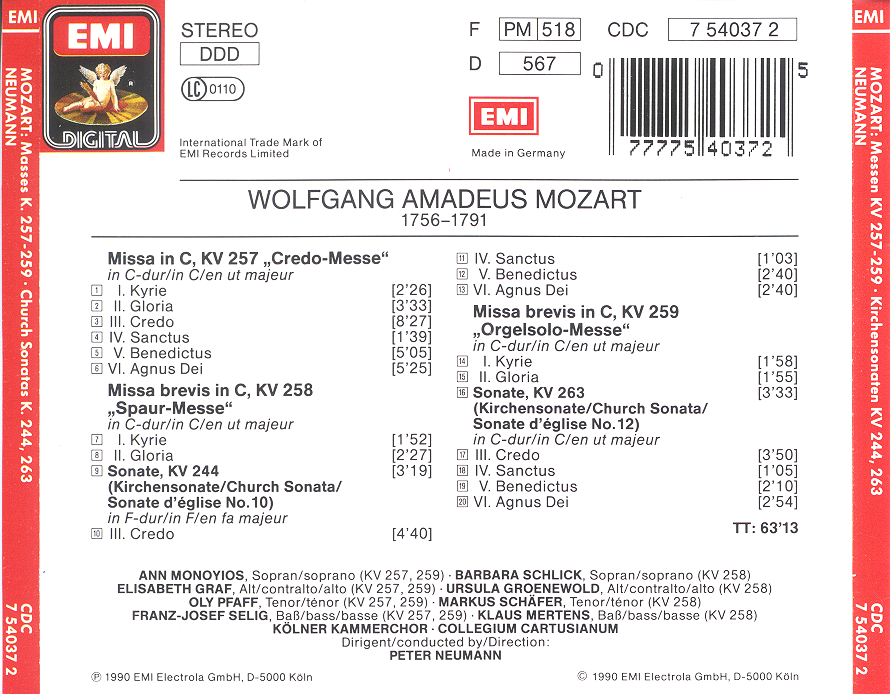 EMI
MOZART: Masses K. 257-259 · Church Sonatas K. 244, 263
NEUMANN
CDC
7 54037 2
EMI
DIGITAL
STEREO
DDD
LC 0110
International Trade Mark of
EMI Records Limited
F PM 518 CDC 7 54037 2
D 567
EMI
Made in Germany
0 77775 40372 5
WOLFGANG AMADEUS MOZART
1756–1791
Missa in C, KV 257 „Credo-Messe“
in C-dur/in C/en ut majeur
1 I. Kyrie [2'26]
2 II. Gloria [3'33]
3 III. Credo [8'27]
4 IV. Sanctus [1'39]
5 V. Benedictus [5'05]
6 VI. Agnus Dei [5'25]
Missa brevis in C, KV 258
„Spaur-Messe“
in C-dur/in C/en ut majeur
7 I. Kyrie [1'52]
8 II. Gloria [2'27]
9 Sonate, KV 244 [3'19]
(Kirchensonate/Church Sonata/
Sonate d'église No.10)
in F-dur/in F/en fa majeur
10 III. Credo [4'40]
11 IV. Sanctus [1'03]
12 V. Benedictus [2'40]
13 VI. Agnus Dei [2'40]
Missa brevis in C, KV 259
„Orgelsolo-Messe“
in C-dur/in C/en ut majeur
14 I. Kyrie [1'58]
15 II. Gloria [1'55]
16 Sonate, KV 263 [3'33]
(Kirchensonate/Church Sonata/
Sonate d'église No.12)
in C-dur/in C/en ut majeur
17 III. Credo [3'50]
18 IV. Sanctus [1'05]
19 V. Benedictus [2'10]
20 VI. Agnus Dei [2'54]
TT: 63'13
ANN MONOYIOS, Sopran/soprano (KV 257, 259) · BARBARA SCHLICK, Sopran/soprano (KV 258)
ELISABETH GRAF, Alt/contralto/alto (KV 257, 259) · URSULA GROENEWOLD, Alt/contralto/alto (KV 258)
OLY PFAFF, Tenor/ténor (KV 257, 259) · MARKUS SCHÄFER, Tenor/ténor (KV 258)
FRANZ-JOSEF SELIG, Baß/bass/basse (KV 257, 259) · KLAUS MERTENS, Baß/bass/basse (KV 258)
KÖLNER KAMMERCHOR · COLLEGIUM CARTUSIANUM
Dirigent/conducted by/Direction:
PETER NEUMANN
℗ 1990 EMI Electrola GmbH, D-5000 Köln
© 1990 EMI Electrola GmbH, D-5000 Köln
EMI
MOZART: Messen KV 257-259 · Kirchensonaten KV 244, 263
NEUMANN
CDC
7 54037 2